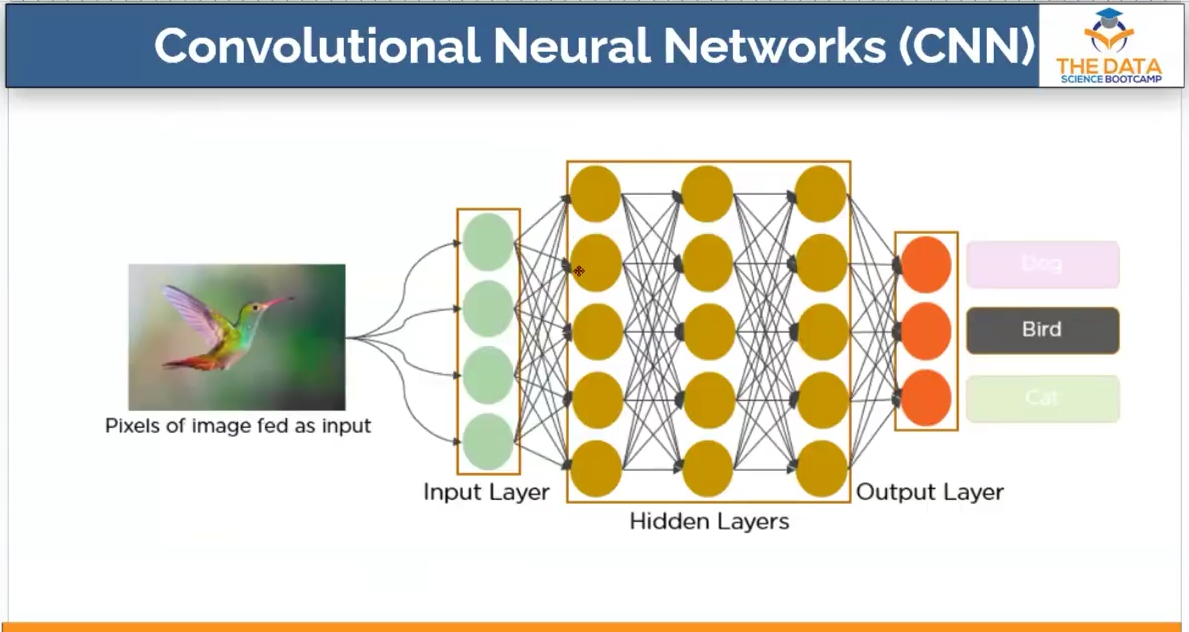 Convolutional Neural Networks (CNN)
THE DATA
SCIENCE BOOTCAMP
Dog
Bird
Cat
Pixels of image fed as input
Input Layer
Output Layer
Hidden Layers